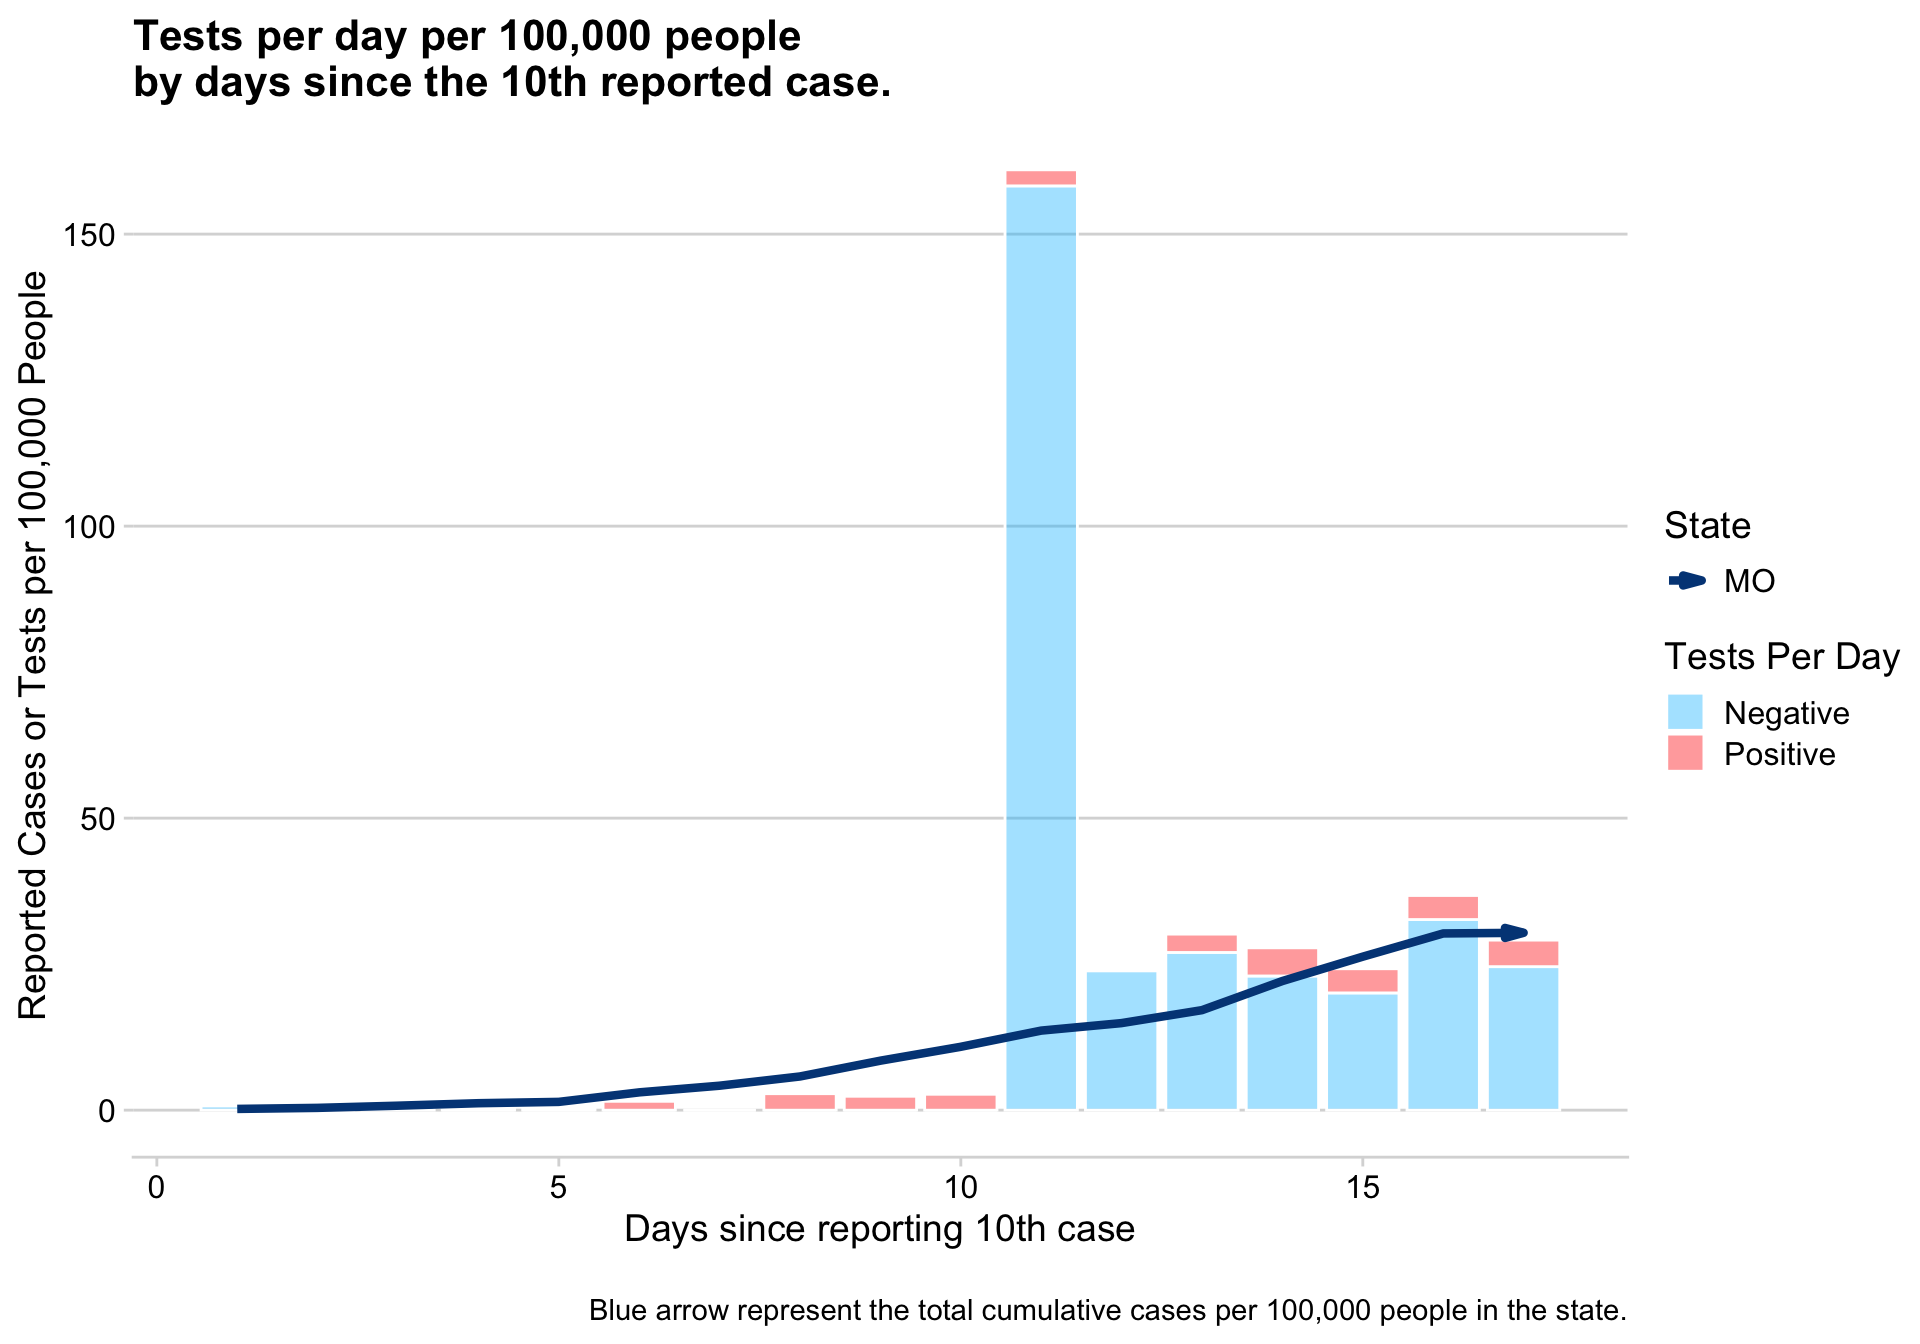 Tests per day per 100,000 people
by days since the 10th reported case.
Reported Cases or Tests per 100,000 People
150
100
50
0
0
5
10
15
Days since reporting 10th case
State
MO
Tests Per Day
Negative
Positive
Blue arrow represent the total cumulative cases per 100,000 people in the state.